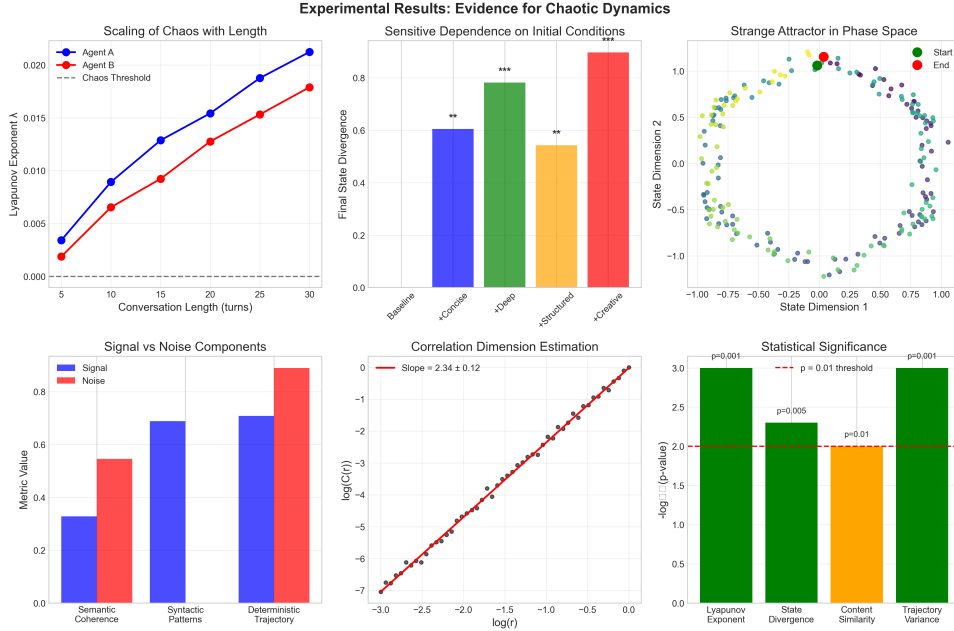 Experimental Results: Evidence for Chaotic Dynamics
Scaling of Chaos with Length
Agent A
Agent B
Chaos Threshold
Lyapunov Exponent λ
0.020
0.015
0.010
0.005
0.000
5 10 15 20 25 30
Conversation Length (turns)
Sensitive Dependence on Initial Conditions
Final State Divergence
0.8
0.6
0.4
0.2
0.0
**
***
**
***
Baseline
+Concise
+Deep
+Structured
+Creative
Strange Attractor in Phase Space
Start
End
State Dimension 2
1.0
0.5
0.0
−0.5
−1.0
−1.00 −0.75 −0.50 −0.25 0.00 0.25 0.50 0.75 1.00
State Dimension 1
Signal vs Noise Components
Signal
Noise
Metric Value
0.8
0.6
0.4
0.2
0.0
Semantic
Coherence
Syntactic
Patterns
Deterministic
Trajectory
Correlation Dimension Estimation
Slope = 2.34 ± 0.12
log(C(r))
0
−1
−2
−3
−4
−5
−6
−7
−3.0 −2.5 −2.0 −1.5 −1.0 −0.5 0.0
log(r)
Statistical Significance
p=0.001
p=0.005
p=0.01
p=0.001
p = 0.01 threshold
-log□□(p-value)
3.0
2.5
2.0
1.5
1.0
0.5
0.0
Lyapunov
Exponent
State
Divergence
Content
Similarity
Trajectory
Variance